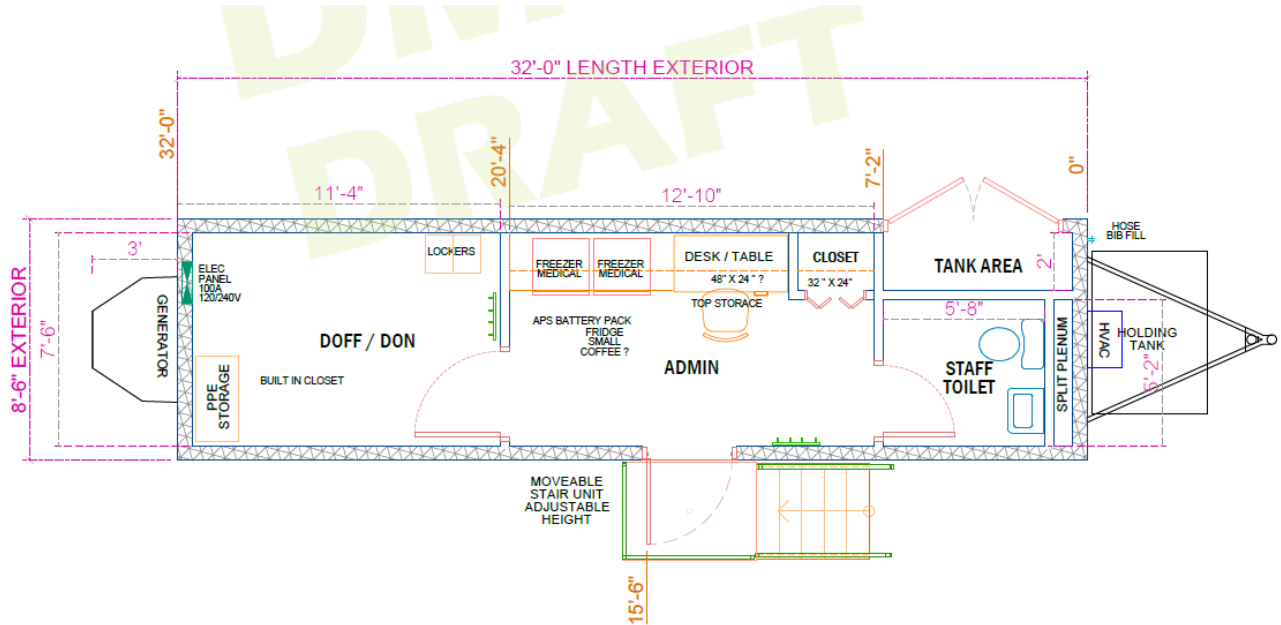 DM
DRAFT
32'-0" LENGTH EXTERIOR
32'-0"
20'-4"
7'-2"
0"
11'-4"
12'-10"
HOSE
BIB FILL
3'
8'-6" EXTERIOR
7'-6"
GENERATOR
ELEC
PANEL
100A
120/240V
LOCKERS
FREEZER
MEDICAL
FREEZER
MEDICAL
DESK / TABLE
48" X 24" ?
TOP STORACE
CLOSET
32" X 24"
TANK AREA
2'
5'-8"
APS BATTERY PACK
FRIDGE
SMALL
COFFEE ?
DOFF / DON
ADMIN
BUILT IN CLOSET
PPE
STORAGE
STAFF
TOILET
SPLIT PLENUM
HVAC
HOLDING
TANK
5'-2"
MOVEABLE
STAIR UNIT
ADJUSTABLE
HEIGHT
15'-6"